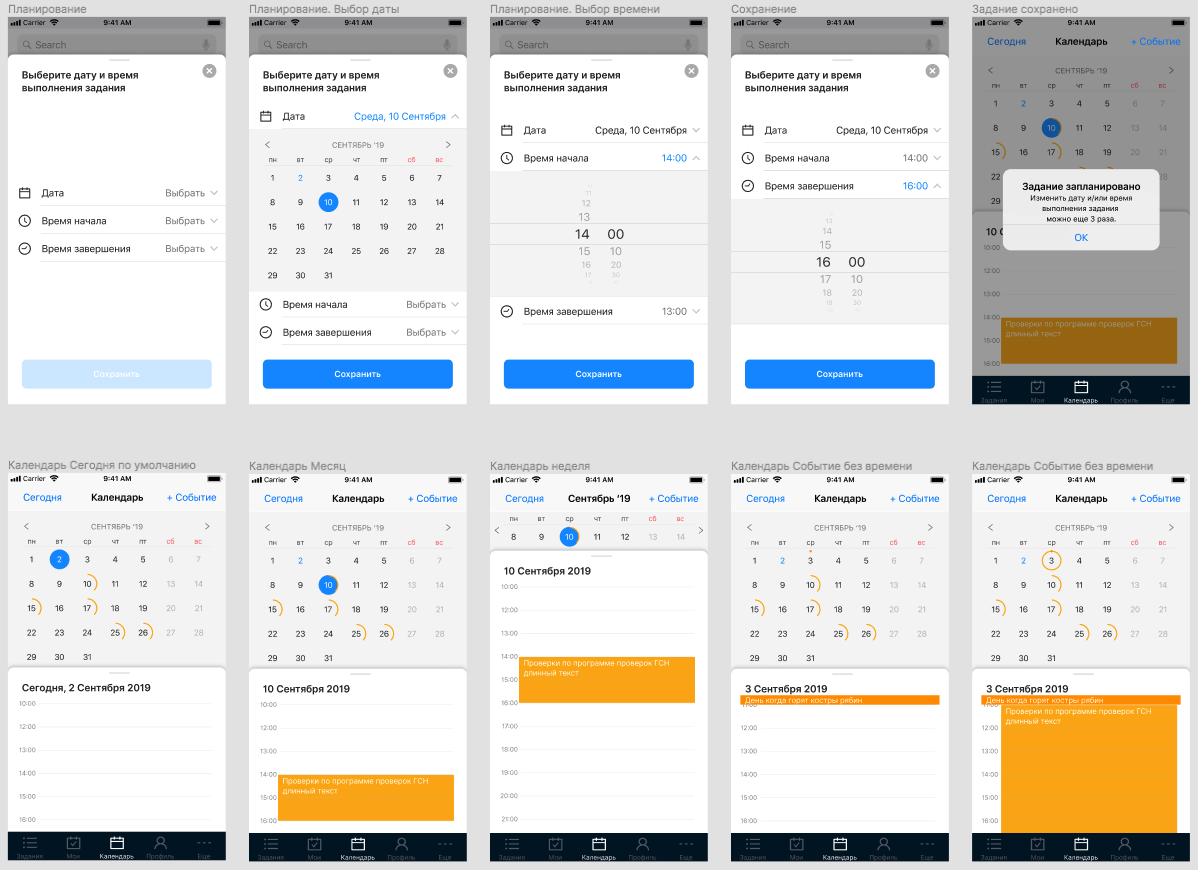 Планирование
Carrier 9:41 AM
Search
Выберите дату и время
выполнения задания
Дата Выбрать
Время начала Выбрать
Время завершения Выбрать
Сохранить
Планирование. Выбор даты
Carrier 9:41 AM
Search
Выберите дату и время
выполнения задания
Дата Среда, 10 Сентября
СЕНТЯБРЬ '19
пн вт ср чт пт сб вс
1 2 3 4 5 6 7
8 9 10 11 12 13 14
15 16 17 18 19 20 21
22 23 24 25 26 27 28
29 30 31
Время начала Выбрать
Время завершения Выбрать
Сохранить
Планирование. Выбор времени
Carrier 9:41 AM
Search
Выберите дату и время
выполнения задания
Дата Среда, 10 Сентября
Время начала 14:00
11
12
13
14 00
15 10
16 20
17 30
Время завершения 13:00
Сохранить
Сохранение
Carrier 9:41 AM
Search
Выберите дату и время
выполнения задания
Дата Среда, 10 Сентября
Время начала 14:00
Время завершения 16:00
13
14
15
16 00
17 10
18 20
19 30
Сохранить
Задание сохранено
Carrier 9:41 AM
Сегодня Календарь + Событие
СЕНТЯБРЬ '19
пн вт ср чт пт сб вс
1 2 3 4 5 6 7
8 9 10 11 12 13 14
15 16 17 18 19 20 21
22 28
29
Задание запланировано
Изменить дату и/или время
выполнения задания
можно еще 3 раза.
OK
10:00
12:00
13:00
14:00
Проверки по программе проверок ГСН
длинный текст
15:00
16:00
Задания Мои Календарь Профиль Еще
Календарь Сегодня по умолчанию
Carrier 9:41 AM
Сегодня Календарь + Событие
СЕНТЯБРЬ '19
пн вт ср чт пт сб вс
1 2 3 4 5 6 7
8 9 10 11 12 13 14
15 16 17 18 19 20 21
22 23 24 25 26 27 28
29 30 31
Сегодня, 2 Сентября 2019
10:00
12:00
13:00
14:00
15:00
16:00
Задания Мои Календарь Профиль Еще
Календарь Месяц
Carrier 9:41 AM
Сегодня Календарь + Событие
СЕНТЯБРЬ '19
пн вт ср чт пт сб вс
1 2 3 4 5 6 7
8 9 10 11 12 13 14
15 16 17 18 19 20 21
22 23 24 25 26 27 28
29 30 31
10 Сентября 2019
10:00
12:00
13:00
14:00
Проверки по программе проверок ГСН
длинный текст
15:00
16:00
Задания Мои Календарь Профиль Еще
Календарь неделя
Carrier 9:41 AM
Сегодня Сентябрь '19 + Событие
пн вт ср чт пт сб вс
8 9 10 11 12 13 14
10 Сентября 2019
10:00
12:00
13:00
14:00
Проверки по программе проверок ГСН
длинный текст
15:00
16:00
17:00
18:00
19:00
20:00
21:00
Задания Мои Календарь Профиль Еще
Календарь Событие без времени
Carrier 9:41 AM
Сегодня Календарь + Событие
СЕНТЯБРЬ '19
пн вт ср чт пт сб вс
1 2 3 4 5 6 7
8 9 10 11 12 13 14
15 16 17 18 19 20 21
22 23 24 25 26 27 28
29 30 31
3 Сентября 2019
День когда горят костры рябин
12:00
13:00
14:00
15:00
16:00
Задания Мои Календарь Профиль Еще
Календарь Событие без времени
Carrier 9:41 AM
Сегодня Календарь + Событие
СЕНТЯБРЬ '19
пн вт ср чт пт сб вс
1 2 3 4 5 6 7
8 9 10 11 12 13 14
15 16 17 18 19 20 21
22 23 24 25 26 27 28
29 30 31
3 Сентября 2019
День когда горят костры рябин
Проверки по программе проверок ГСН
длинный текст
12:00
13:00
14:00
15:00
16:00
Задания Мои Календарь Профиль Еще